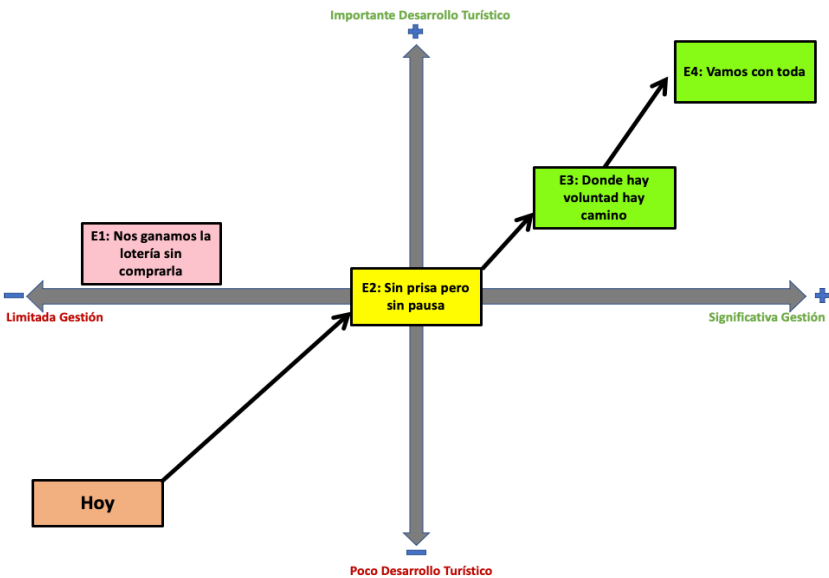 Importante Desarrollo Turístico
E4: Vamos con toda
E3: Donde hay
voluntad hay
camino
E1: Nos ganamos la
lotería sin
comprarla
E2: Sin prisa pero
sin pausa
Limitada Gestión
Significativa Gestión
Hoy
Poco Desarrollo Turístico